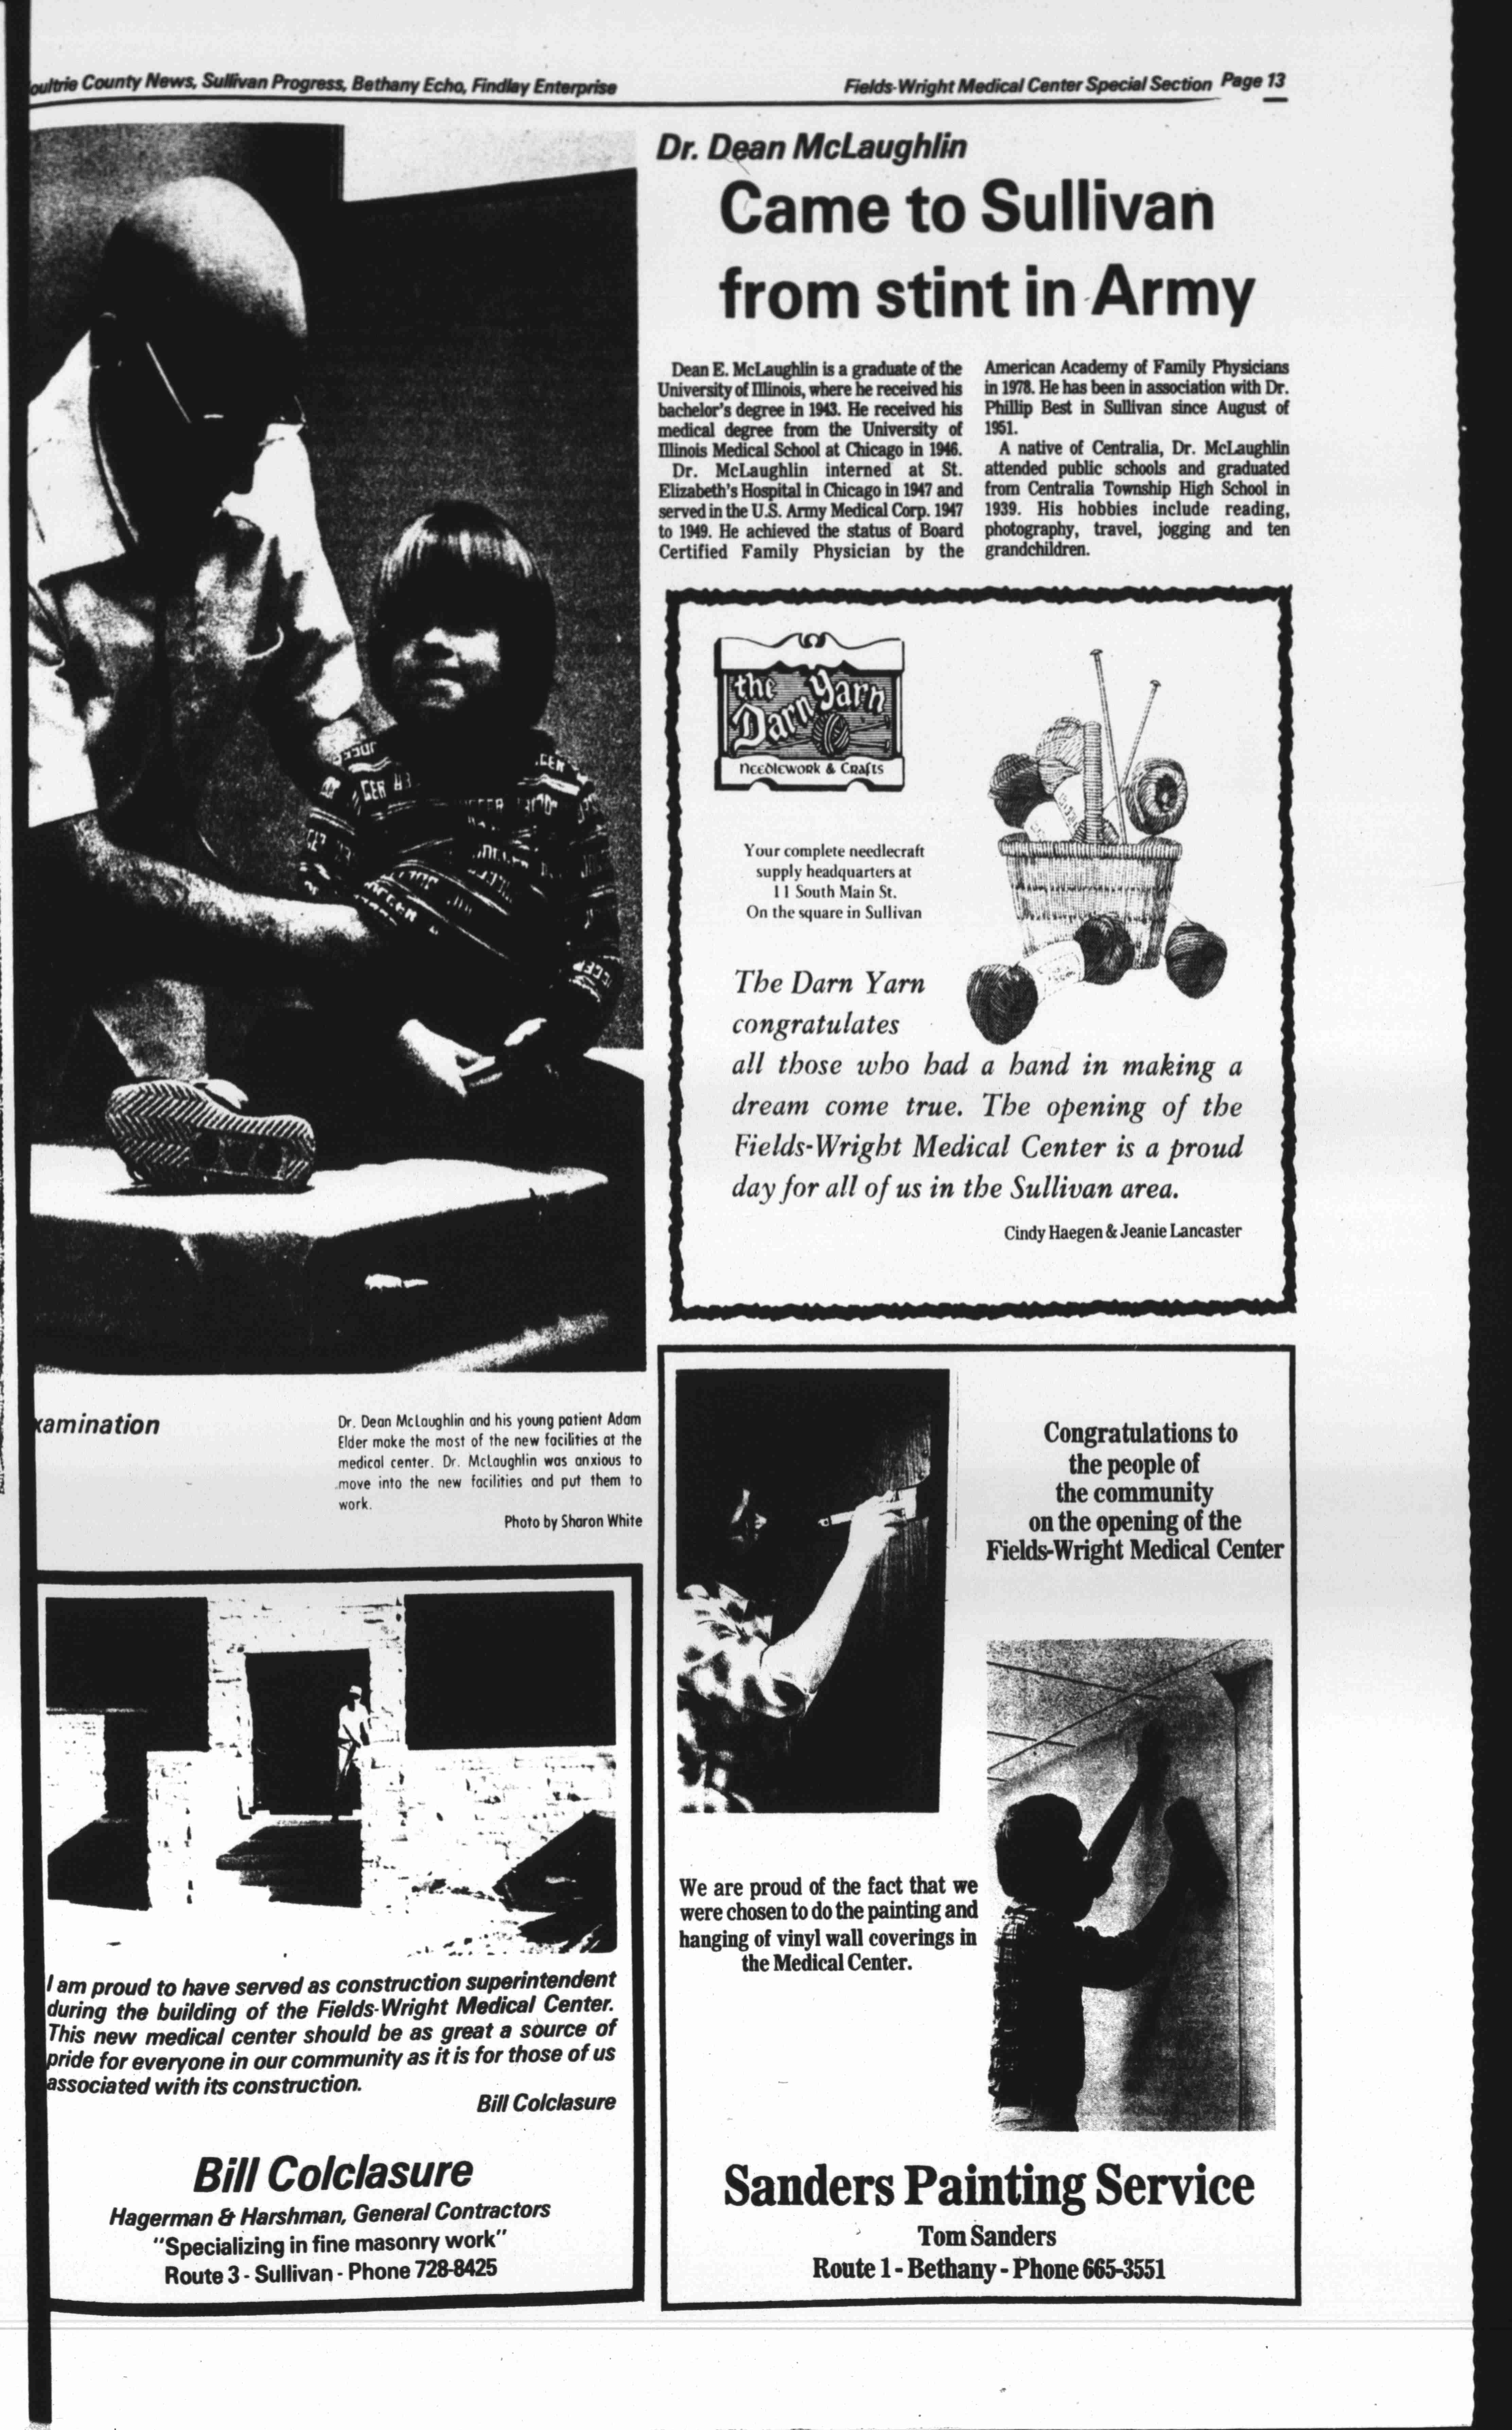 oultrie County News, Sullivan Progress, Bethany Echo, Findlay Enterprise
Fields-Wright Medical Center Special Section Page 13
Dr. Dean McLaughlin
Came to Sullivan
from stint in Army
Dean E. McLaughlin is a graduate of the
University of Illinois, where he received his
bachelor's degree in 1943. He received his
medical degree from the University of
Illinois Medical School at Chicago in 1946.
Dr. McLaughlin interned at St.
Elizabeth's Hospital in Chicago in 1947 and
served in the U.S. Army Medical Corp. 1947
to 1949. He achieved the status of Board
Certified Family Physician by the
American Academy of Family Physicians
in 1978. He has been in association with Dr.
Phillip Best in Sullivan since August of
1951.
A native of Centralia, Dr. McLaughlin
attended public schools and graduated
from Centralia Township High School in
1939. His hobbies include reading,
photography, travel, jogging and ten
grandchildren.
the
Darn Yarn
Needlework & Crafts
Your complete needlecraft
supply headquarters at
11 South Main St.
On the square in Sullivan
The Darn Yarn
congratulates
all those who had a hand in making a
dream come true. The opening of the
Fields-Wright Medical Center is a proud
day for all of us in the Sullivan area.
Cindy Haegen & Jeanie Lancaster
xamination
Dr. Dean McLaughlin and his young patient Adam
Elder make the most of the new facilities at the
medical center. Dr. McLaughlin was anxious to
move into the new facilities and put them to
work.
Photo by Sharon White
I am proud to have served as construction superintendent
during the building of the Fields-Wright Medical Center.
This new medical center should be as great a source of
pride for everyone in our community as it is for those of us
associated with its construction.
Bill Colclasure
Bill Colclasure
Hagerman & Harshman, General Contractors
"Specializing in fine masonry work"
Route 3 - Sullivan - Phone 728-8425
Congratulations to
the people of
the community
on the opening of the
Fields-Wright Medical Center
We are proud of the fact that we
were chosen to do the painting and
hanging of vinyl wall coverings in
the Medical Center.
Sanders Painting Service
Tom Sanders
Route 1 - Bethany - Phone 665-3551